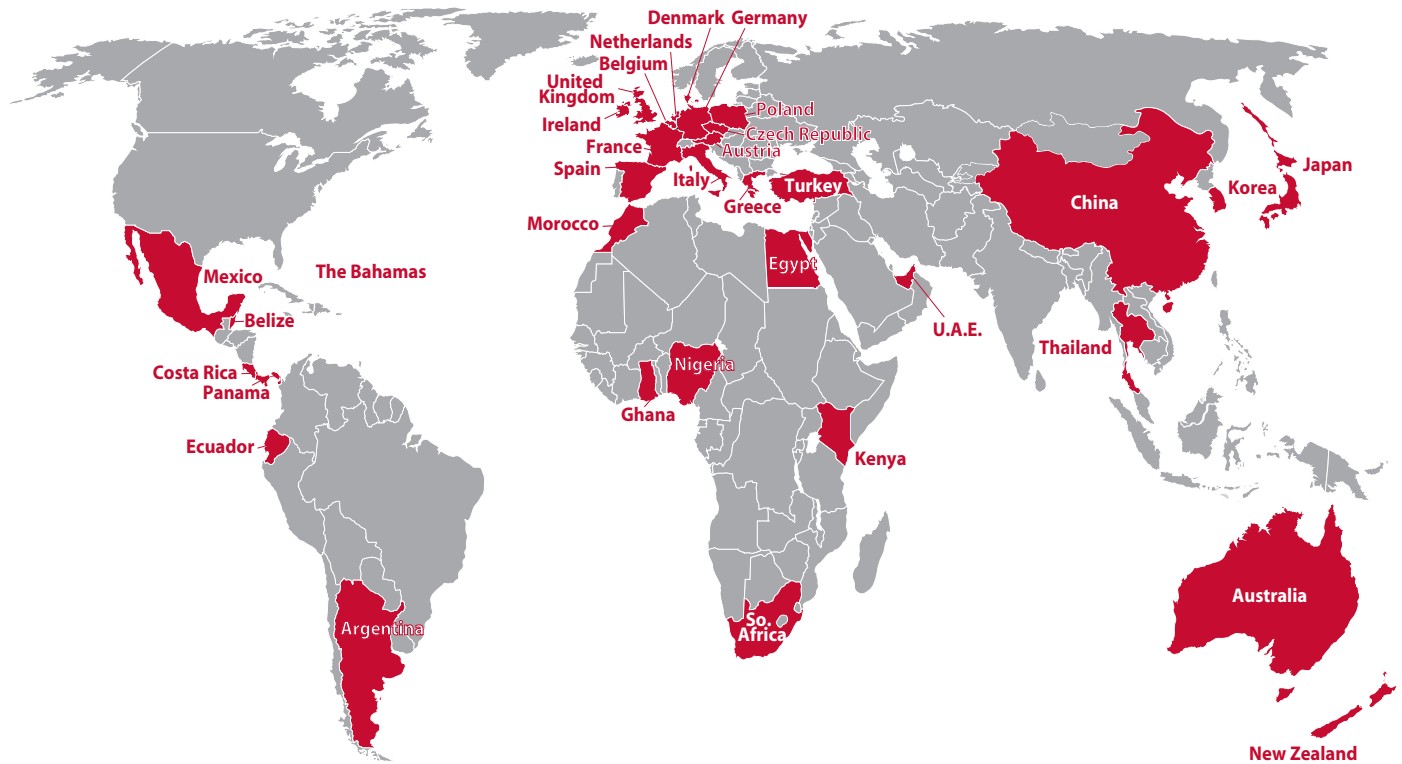 Denmark
Germany
Netherlands
Belgium
United
Kingdom
Ireland
Poland
Czech Republic
Austria
France
Spain
Italy
Greece
Turkey
Morocco
Egypt
U.A.E.
China
Korea
Japan
Thailand
Mexico
The Bahamas
Belize
Costa Rica
Panama
Ecuador
Nigeria
Ghana
Kenya
Argentina
So.
Africa
Australia
New Zealand